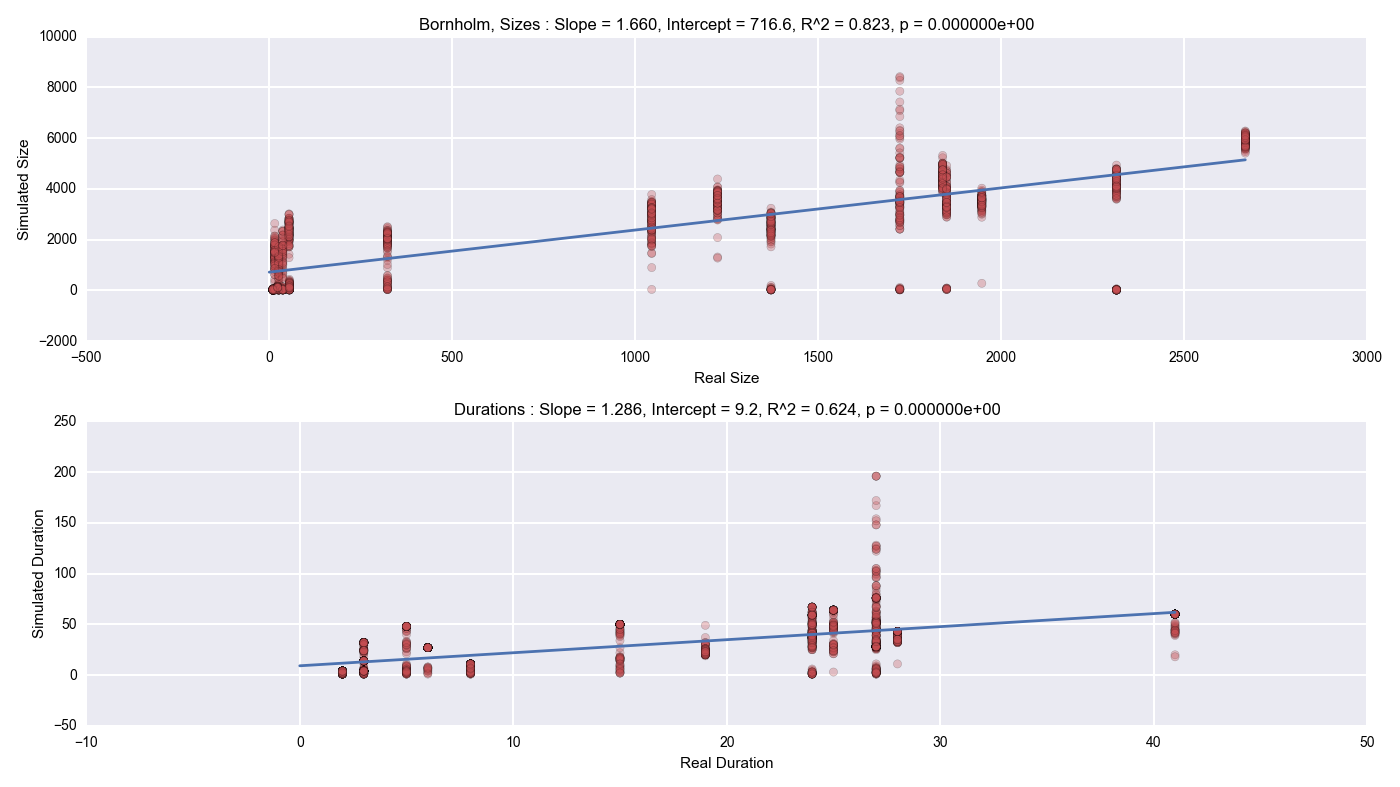 Bornholm, Sizes : Slope = 1.660, Intercept = 716.6, R^2 = 0.823, p = 0.000000e+00
10000
8000
6000
4000
2000
0
−2000
Simulated Size
−500 0 500 1000 1500 2000 2500 3000
Real Size
Durations : Slope = 1.286, Intercept = 9.2, R^2 = 0.624, p = 0.000000e+00
250
200
150
100
50
0
−50
Simulated Duration
−10 0 10 20 30 40 50
Real Duration